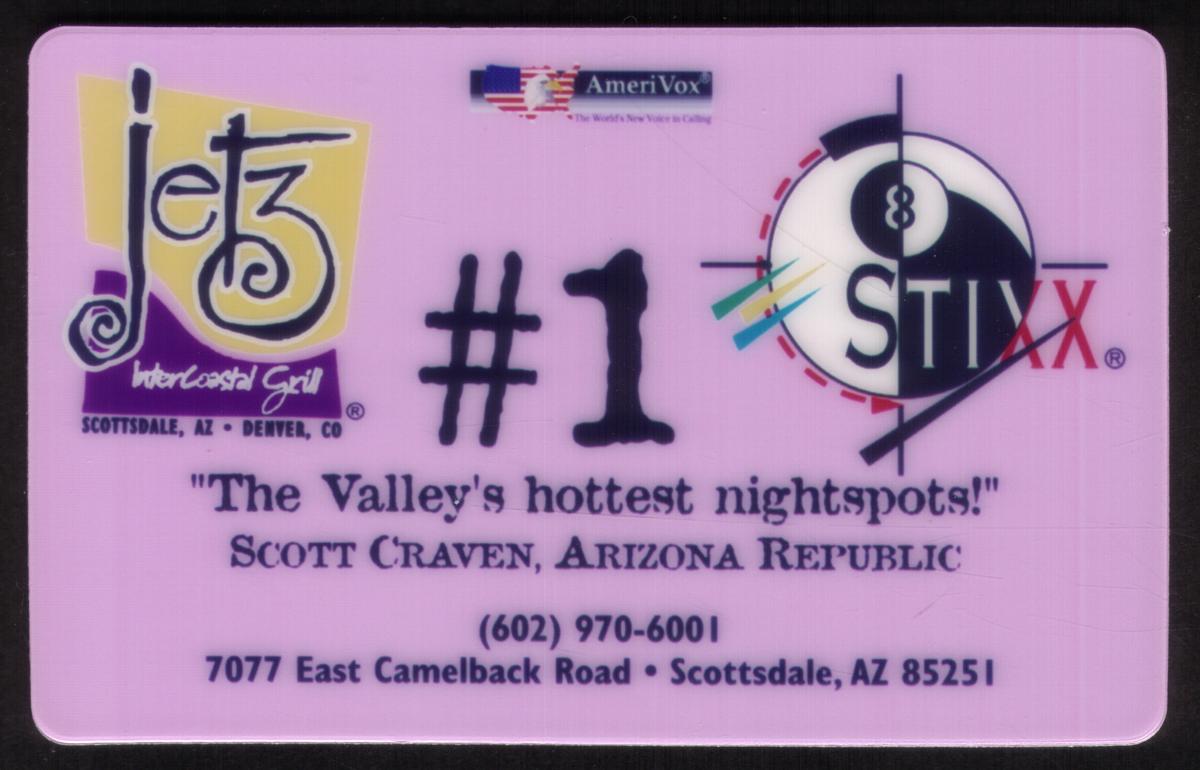 AmeriVox®
The World's New Voice in Calling
jetz
InterCoastal Grill
®
SCOTTSDALE, AZ • DENVER, CO
#1
8
STIXX®
"The Valley's hottest nightspots!"
SCOTT CRAVEN, ARIZONA REPUBLIC
(602) 970-6001
7077 East Camelback Road • Scottsdale, AZ 85251